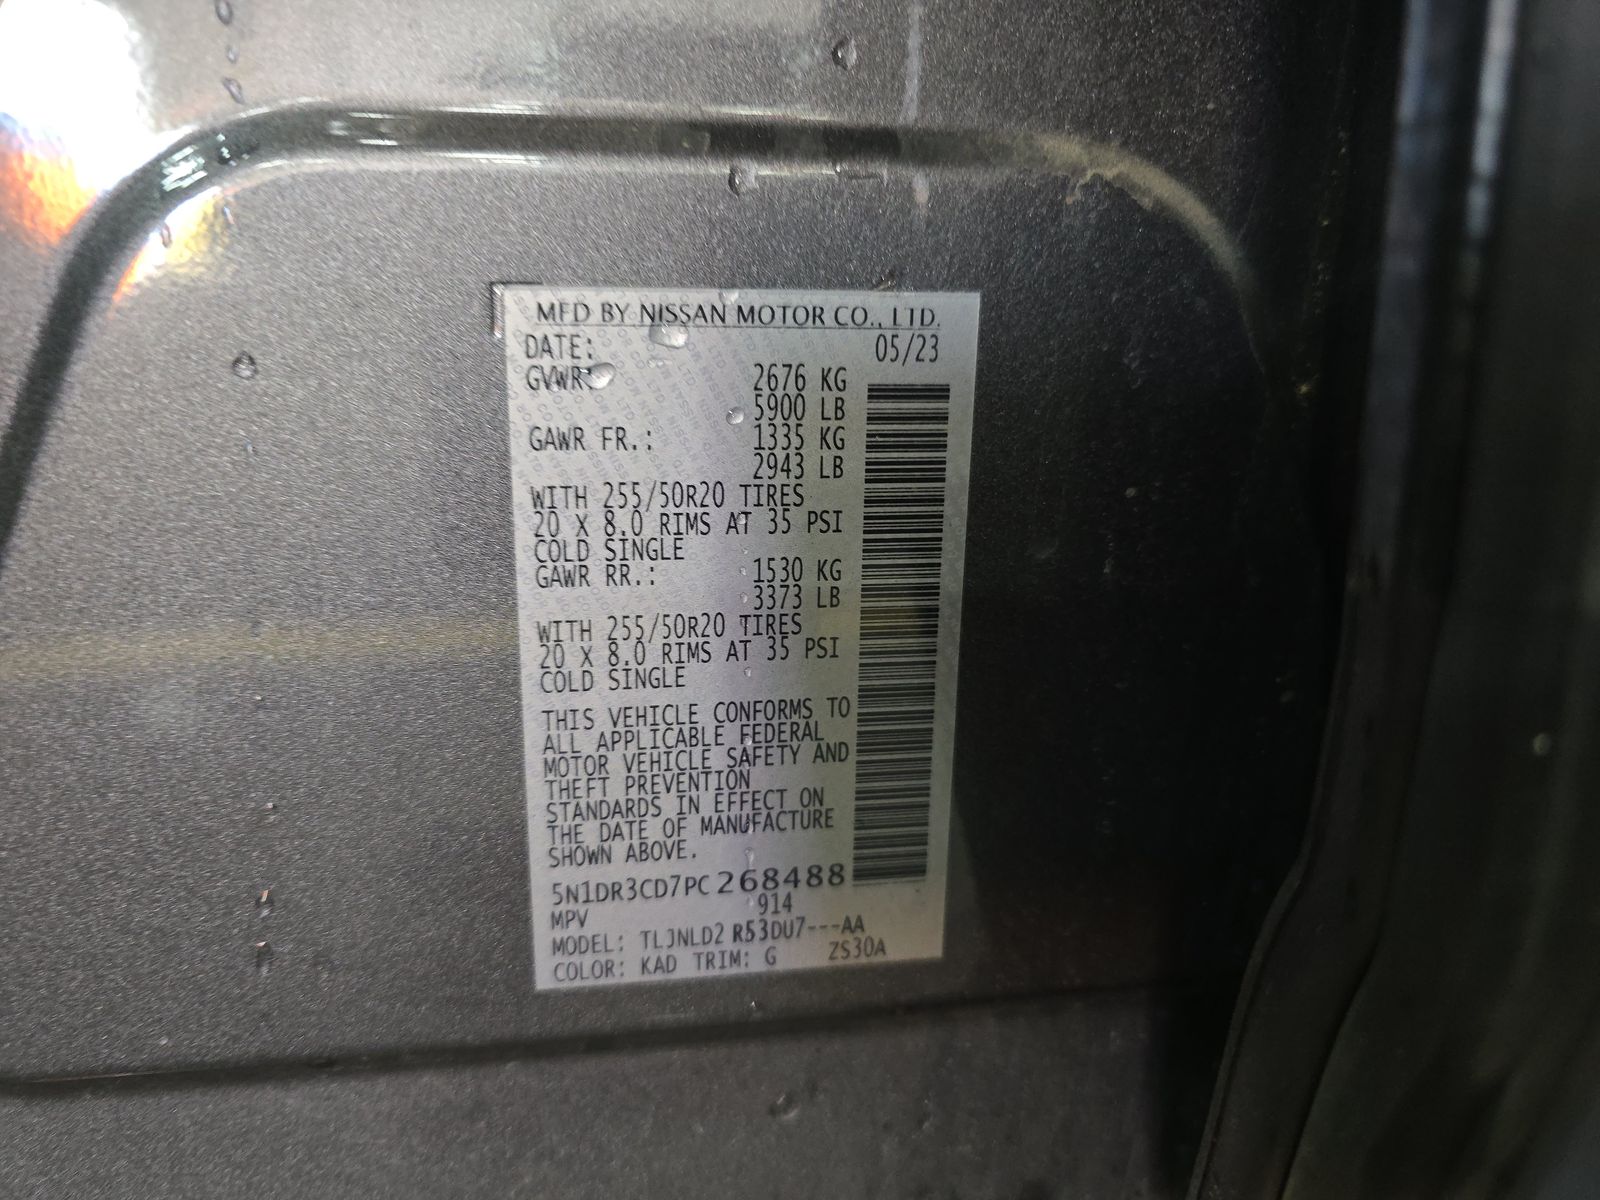 MFD BY NISSAN MOTOR CO., LTD.
DATE: 05/23
GVWR: 2676 KG
5900 LB
GAWR FR.: 1335 KG
2943 LB
WITH 255/50R20 TIRES
20 X 8.0 RIMS AT 35 PSI
COLD SINGLE
GAWR RR.: 1530 KG
3373 LB
WITH 255/50R20 TIRES
20 X 8.0 RIMS AT 35 PSI
COLD SINGLE
THIS VEHICLE CONFORMS TO
ALL APPLICABLE FEDERAL
MOTOR VEHICLE SAFETY AND
THEFT PREVENTION
STANDARDS IN EFFECT ON
THE DATE OF MANUFACTURE
SHOWN ABOVE.
5N1DR3CD7PC268488
MPV 914
MODEL: TLJNLD2 R53DU7---AA
COLOR: KAD TRIM: G ZS30A